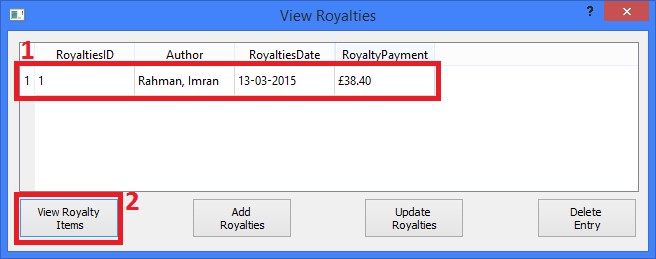 View Royalties
?
1
RoyaltiesID Author RoyaltiesDate RoyaltyPayment
1 1 Rahman, Imran 13-03-2015 £38.40
2
View Royalty
Items
Add
Royalties
Update
Royalties
Delete
Entry